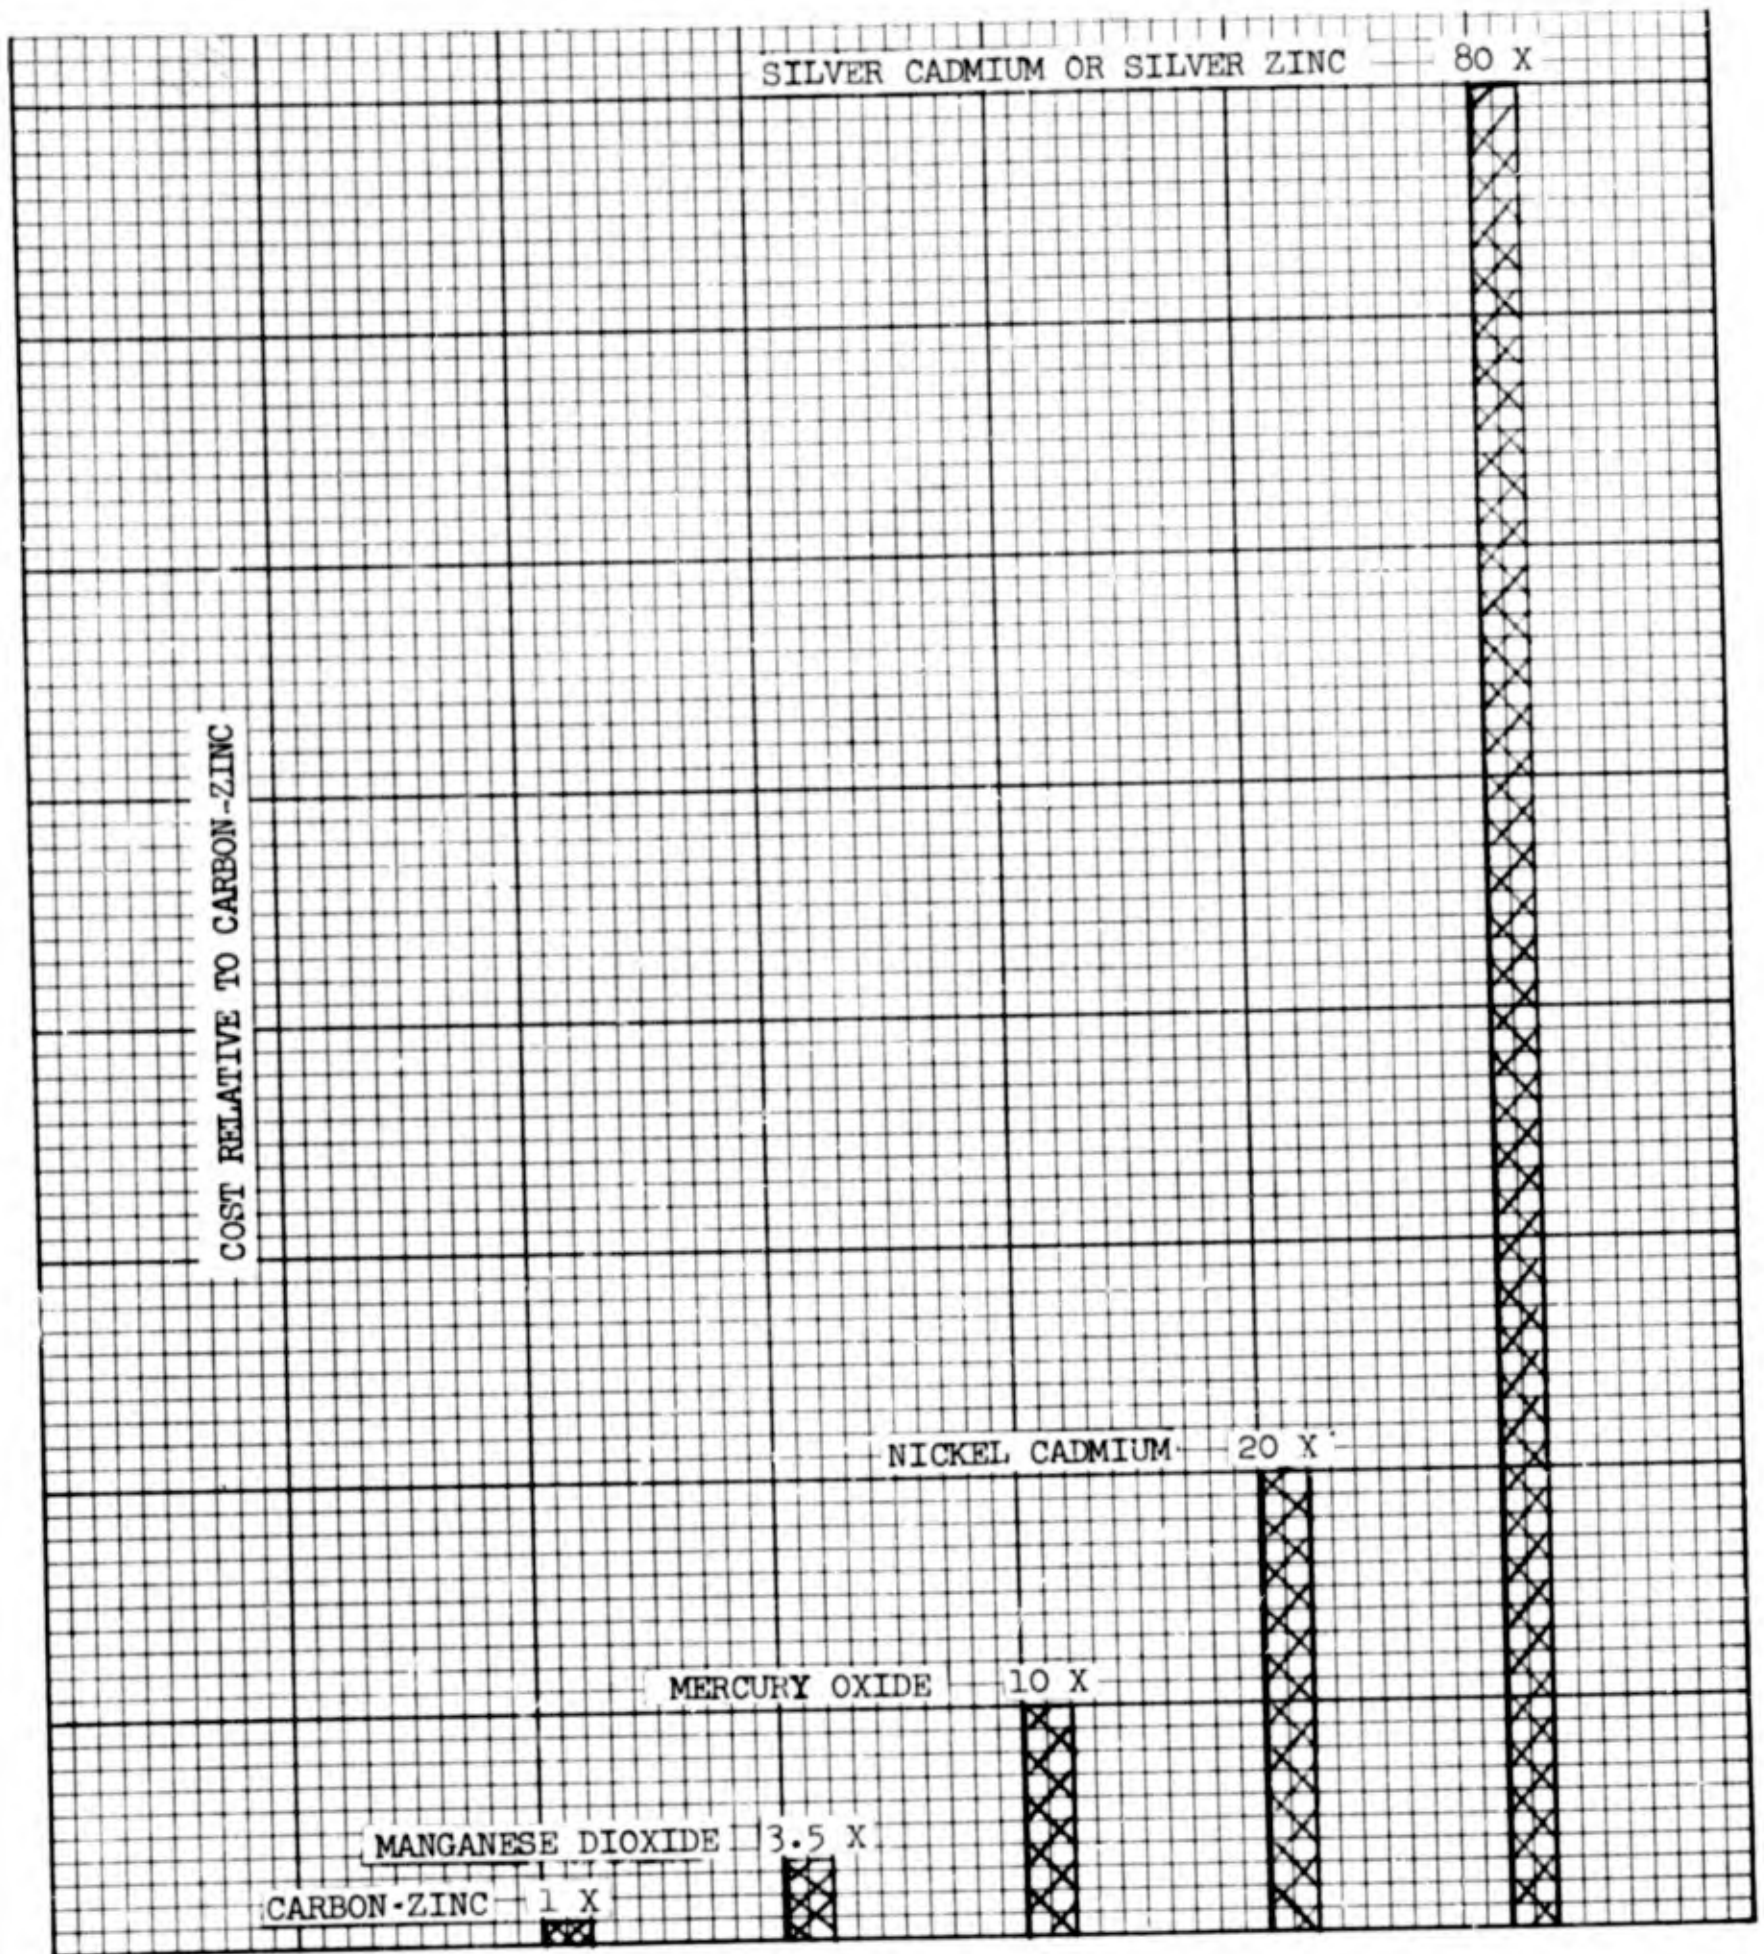 SILVER CADMIUM OR SILVER ZINC 80 X
COST RELATIVE TO CARBON-ZINC
NICKEL CADMIUM 20 X
MERCURY OXIDE 10 X
MANGANESE DIOXIDE 3.5 X
CARBON-ZINC 1 X